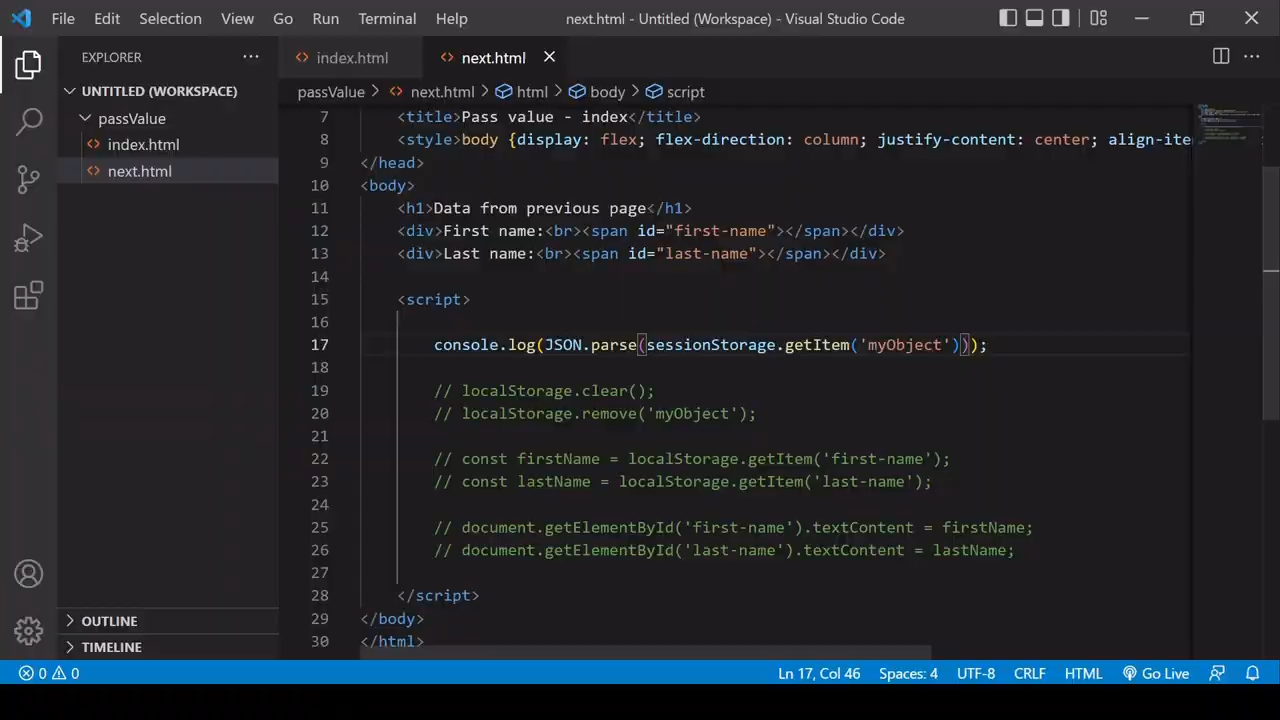 File Edit Selection View Go Run Terminal Help next.html - Untitled (Workspace) - Visual Studio Code
EXPLORER
UNTITLED (WORKSPACE)
passValue
index.html
next.html
OUTLINE
TIMELINE
index.html next.html
passValue > next.html > html > body > script
7 <title>Pass value - index</title>
8 <style>body {display: flex; flex-direction: column; justify-content: center; align-ite
9 </head>
10 <body>
11 <h1>Data from previous page</h1>
12 <div>First name:<br><span id="first-name"></span></div>
13 <div>Last name:<br><span id="last-name"></span></div>
14
15 <script>
16
17 console.log(JSON.parse(sessionStorage.getItem('myObject')));
18
19 // localStorage.clear();
20 // localStorage.remove('myObject');
21
22 // const firstName = localStorage.getItem('first-name');
23 // const lastName = localStorage.getItem('last-name');
24
25 // document.getElementById('first-name').textContent = firstName;
26 // document.getElementById('last-name').textContent = lastName;
27
28 </script>
29 </body>
30 </html>
0 0 Ln 17, Col 46 Spaces: 4 UTF-8 CRLF HTML Go Live